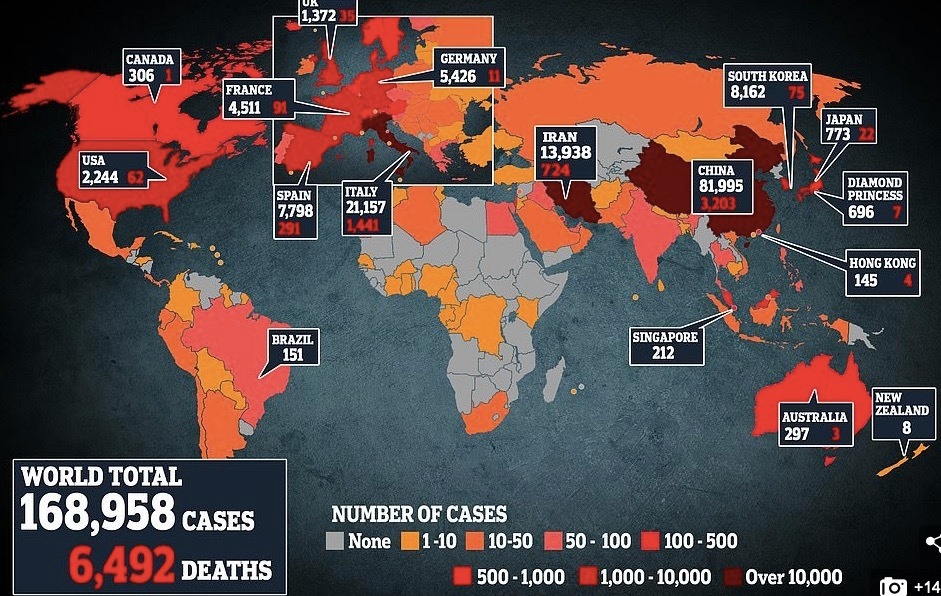 UK
1,372 35
CANADA
306 1
GERMANY
5,426 11
FRANCE
4,511 91
SOUTH KOREA
8,162 75
JAPAN
773 22
IRAN
13,938
724
USA
2,244 62
CHINA
81,995
3,203
DIAMOND
PRINCESS
696 7
SPAIN
7,798
291
ITALY
21,157
1,441
HONG KONG
145 4
SINGAPORE
212
BRAZIL
151
NEW
ZEALAND
8
AUSTRALIA
297 3
WORLD TOTAL
168,958 CASES
6,492 DEATHS
NUMBER OF CASES
None 1-10 10-50 50 - 100 100 - 500
500 - 1,000 1,000 - 10,000 Over 10,000
+14